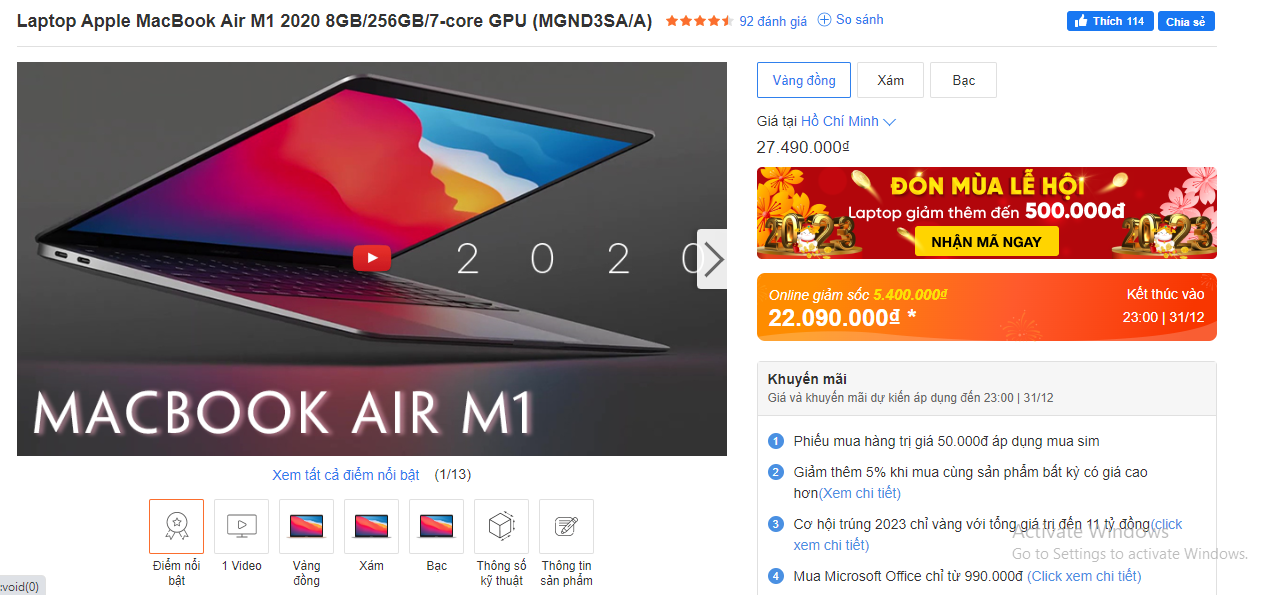 Laptop Apple MacBook Air M1 2020 8GB/256GB/7-core GPU (MGND3SA/A)
92 đánh giá
So sánh
Thích 114
Chia sẻ
2020
MACBOOK AIR M1
Xem tất cả điểm nổi bật (1/13)
Điểm nổi bật
1 Video
Vàng đồng
Xám
Bạc
Thông số kỹ thuật
Thông tin sản phẩm
Vàng đồng
Xám
Bạc
Giá tại Hồ Chí Minh
27.490.000₫
ĐÓN MÙA LỄ HỘI
Laptop giảm thêm đến 500.000đ
2023
NHẬN MÃ NGAY
2023
Online giảm sốc 5.400.000₫
22.090.000₫ *
Kết thúc vào
23:00 | 31/12
Khuyến mãi
Giá và khuyến mãi dự kiến áp dụng đến 23:00 | 31/12
1 Phiếu mua hàng trị giá 50.000đ áp dụng mua sim
2 Giảm thêm 5% khi mua cùng sản phẩm bất kỳ có giá cao
hơn(Xem chi tiết)
3 Cơ hội trúng 2023 chỉ vàng với tổng giá trị đến 11 tỷ đồng(click
xem chi tiết)
4 Mua Microsoft Office chỉ từ 990.000đ (Click xem chi tiết)
Activate Windows
Go to Settings to activate Windows.
:void(0)